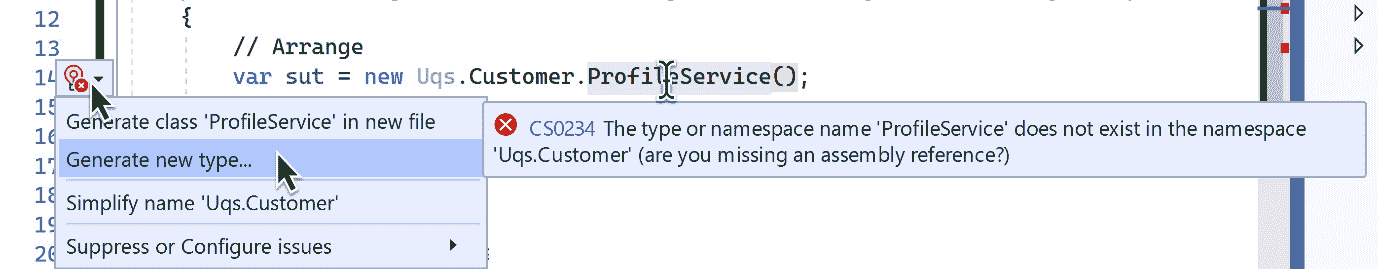 12 {
13 // Arrange
14 var sut = new Uqs.Customer.ProfileService();
15
Generate class 'ProfileService' in new file
CS0234 The type or namespace name 'ProfileService' does not exist in the namespace
'Uqs.Customer' (are you missing an assembly reference?)
16
17
Generate new type...
18
Simplify name 'Uqs.Customer'
19
20
Suppress or Configure issues